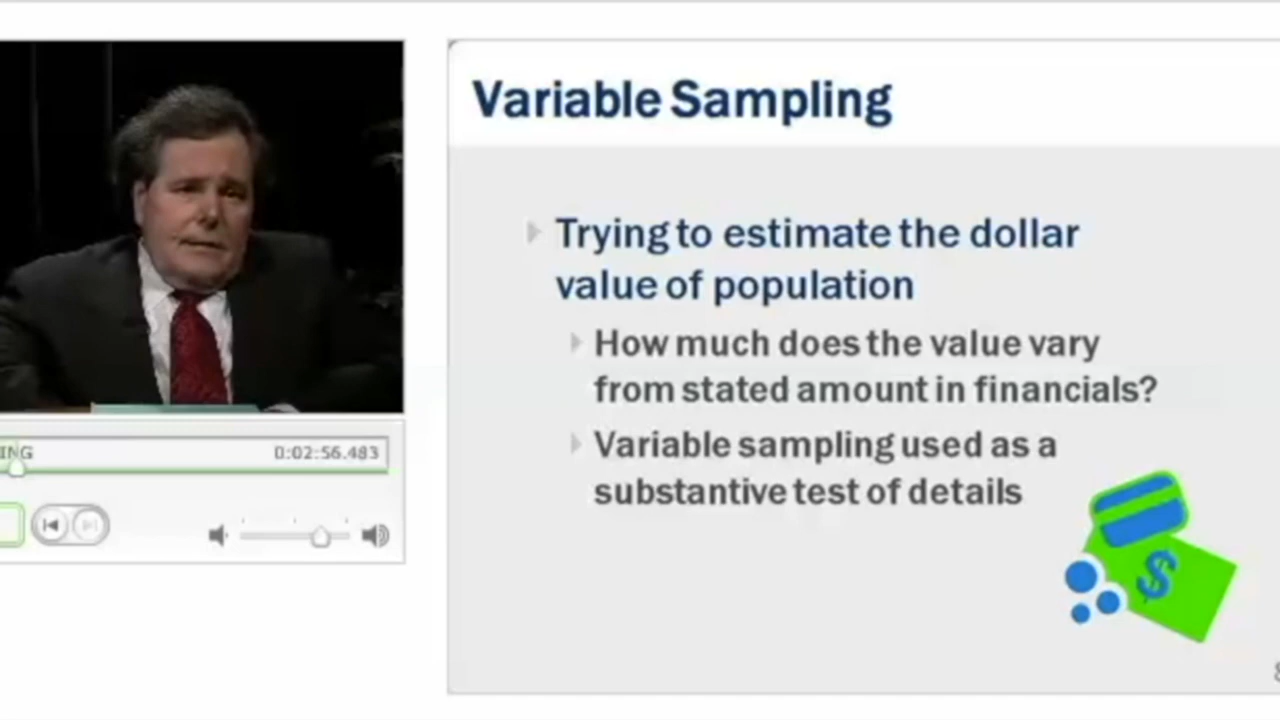 Variable Sampling
Trying to estimate the dollar
value of population
How much does the value vary
from stated amount in financials?
Variable sampling used as a
substantive test of details
$
ING
0:02:56.483